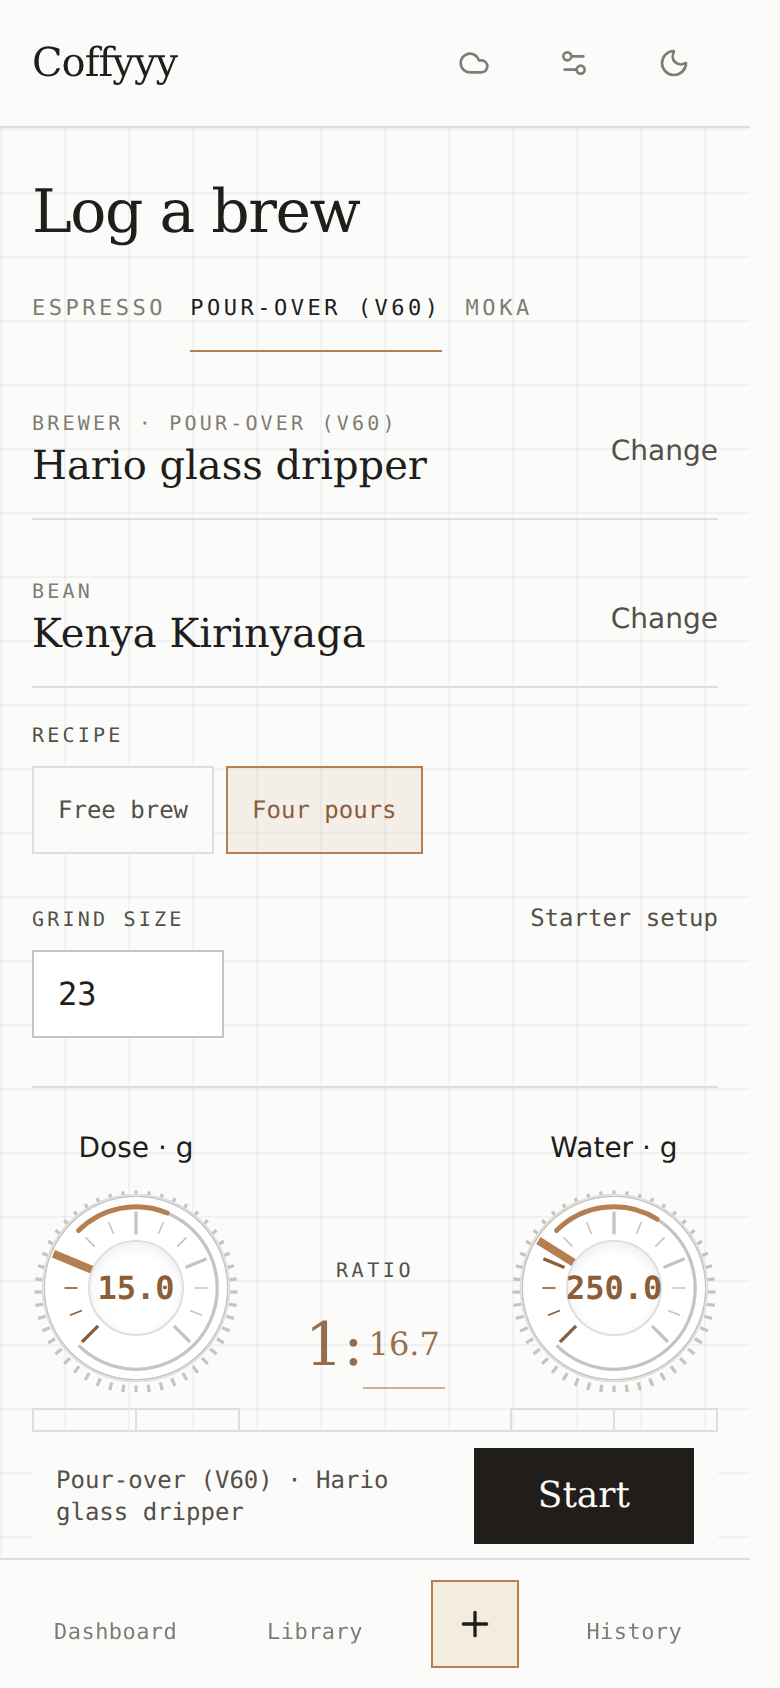 Coffyyy
Log a brew
ESPRESSO POUR-OVER (V60) MOKA
BREWER · POUR-OVER (V60)
Hario glass dripper
Change
BEAN
Kenya Kirinyaga
Change
RECIPE
Free brew
Four pours
GRIND SIZE
Starter setup
23
Dose · g
Water · g
RATIO
15.0
1: 16.7
250.0
Pour-over (V60) · Hario
glass dripper
Start
Dashboard
Library
+
History